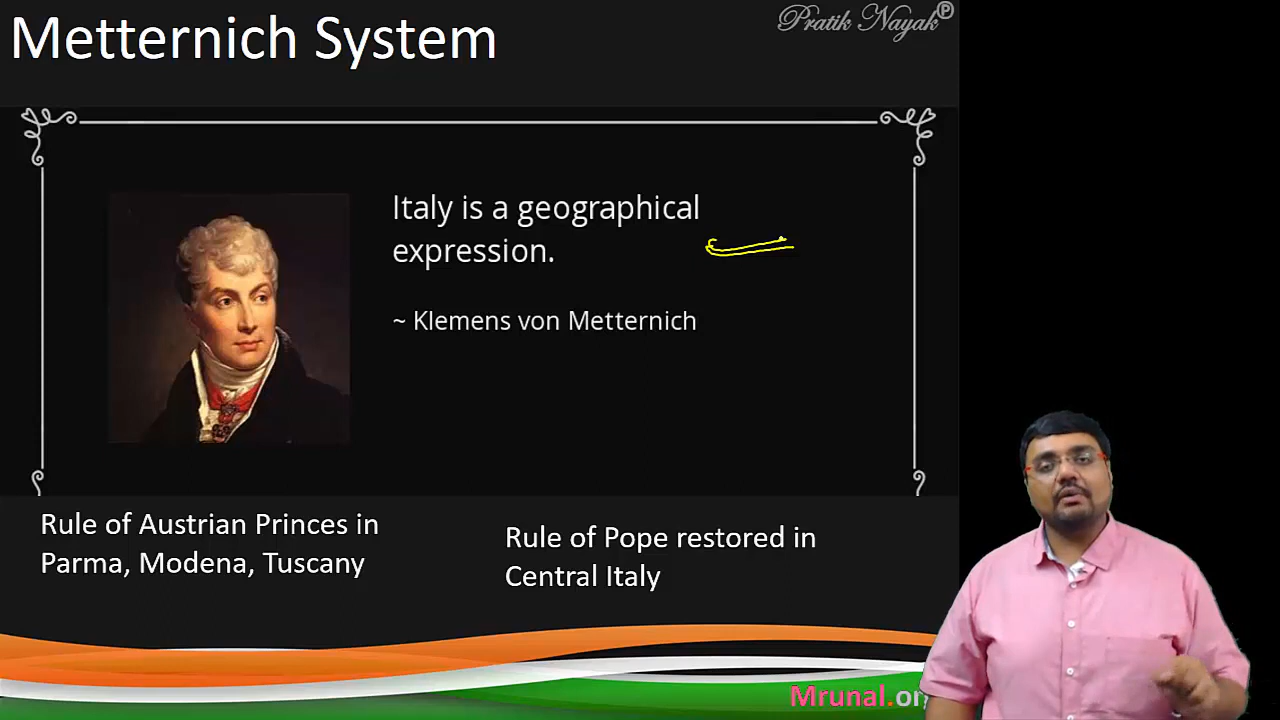 Metternich System
Pratik Nayak
Italy is a geographical
expression.
~ Klemens von Metternich
Rule of Austrian Princes in
Parma, Modena, Tuscany
Rule of Pope restored in
Central Italy
Mrunal.or